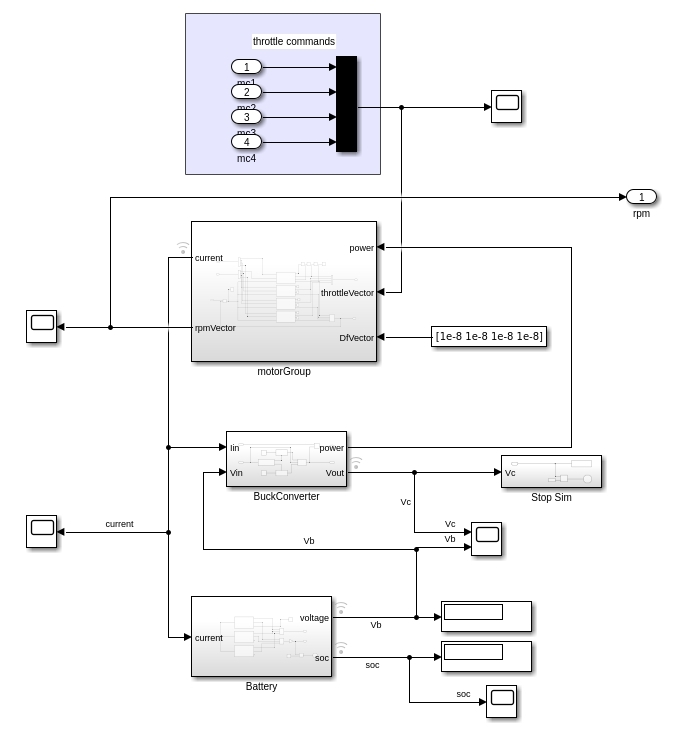 throttle commands
1
mc1
2
mc2
3
mc3
4
mc4
1
rpm
current
power
throttleVector
rpmVector
DfVector
[1e-8 1e-8 1e-8 1e-8]
motorGroup
Iin
power
Vin
Vout
Vc
BuckConverter
Stop Sim
Vc
current
Vc
Vb
Vb
voltage
Vb
current
soc
soc
Battery
soc